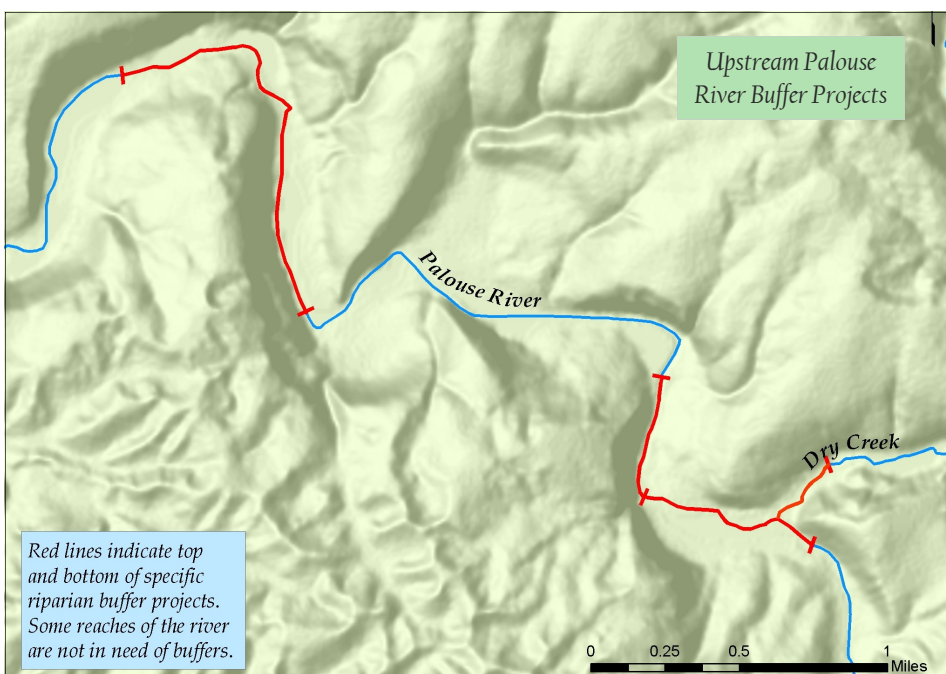 Upstream Palouse
River Buffer Projects
Palouse River
Dry Creek
Red lines indicate top
and bottom of specific
riparian buffer projects.
Some reaches of the river
are not in need of buffers.
0 0.25 0.5 1
Miles